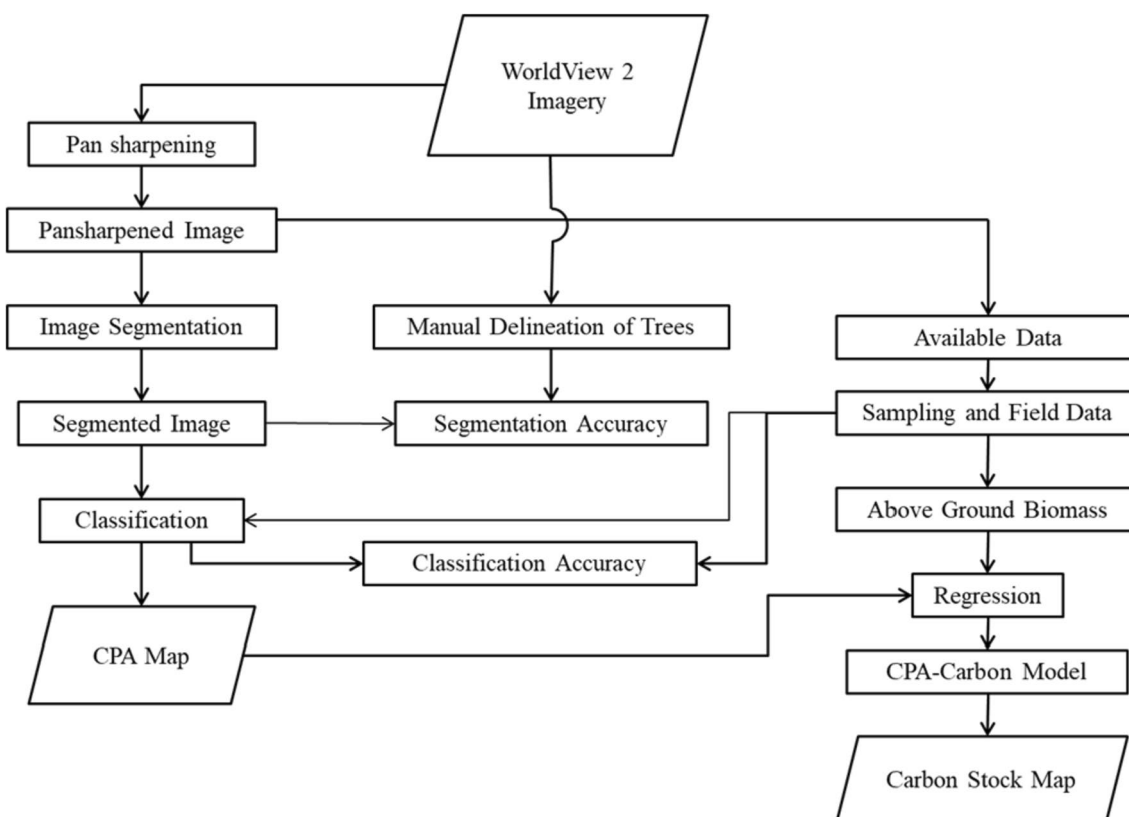 WorldView 2
Imagery
Pan sharpening
Pansharpened Image
Image Segmentation
Manual Delineation of Trees
Available Data
Segmented Image
Segmentation Accuracy
Sampling and Field Data
Classification
Above Ground Biomass
Classification Accuracy
Regression
CPA Map
CPA-Carbon Model
Carbon Stock Map